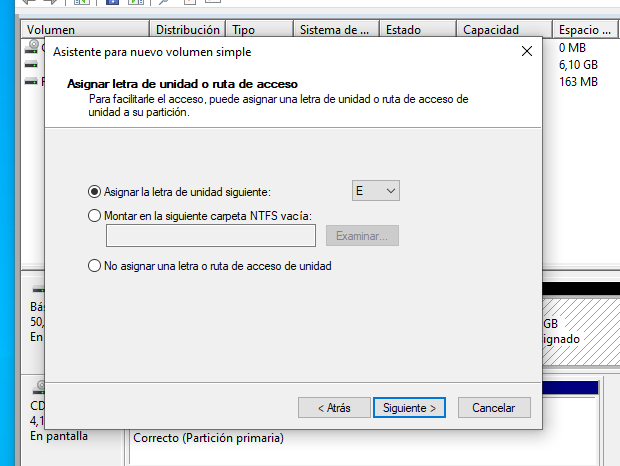 Volumen Distribución Tipo Sistema de ... Estado Capacidad Espacio ...
Asistente para nuevo volumen simple
0 MB
6,10 GB
163 MB
Asignar letra de unidad o ruta de acceso
Para facilitarle el acceso, puede asignar una letra de unidad o ruta de acceso de
unidad a su partición.
Asignar la letra de unidad siguiente: E
Montar en la siguiente carpeta NTFS vacía:
Examinar...
No asignar una letra o ruta de acceso de unidad
Bás
50,
En
GB
ignado
< Atrás Siguiente > Cancelar
CD
4,1
En pantalla
Correcto (Partición primaria)